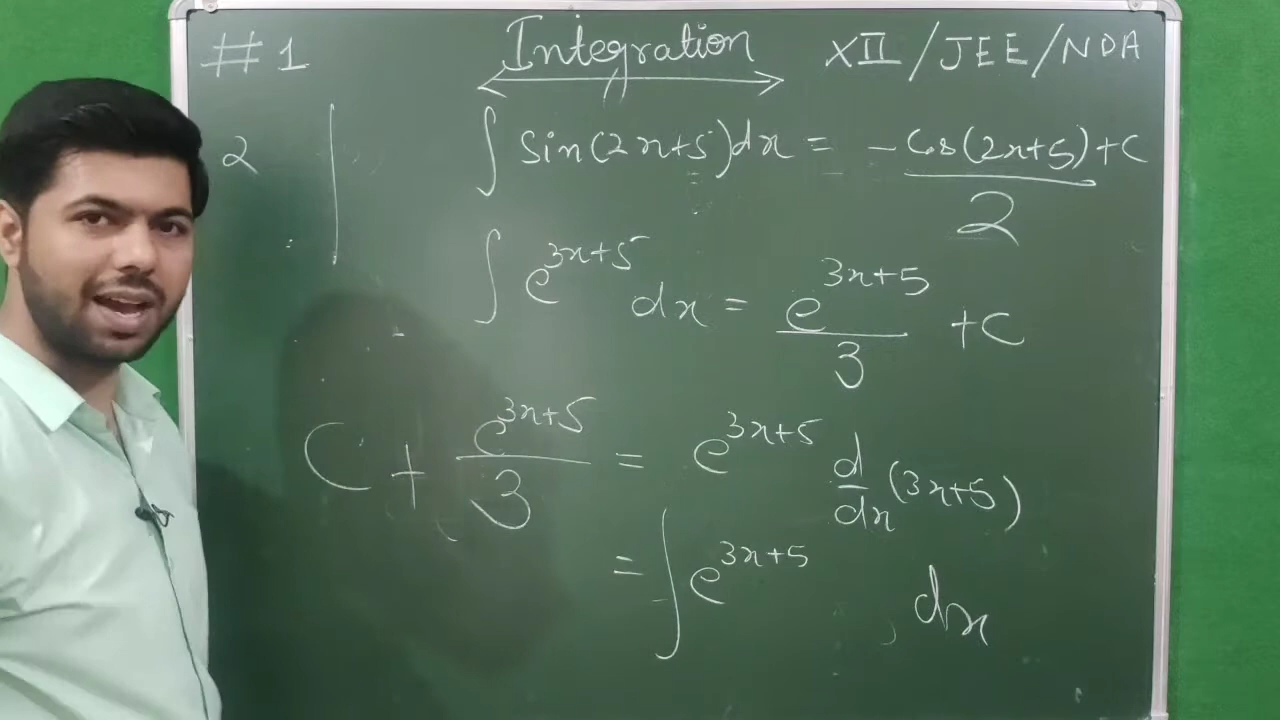 #1 Integration XII/JEE/NDA
2 ∫ Sin(2x+5)dx = -Cos(2x+5)/2 + C
∫ e^{3x+5} dx = e^{3x+5}/3 + C
C + e^{3x+5}/3 = e^{3x+5} d/dx (3x+5)
= ∫ e^{3x+5} dx